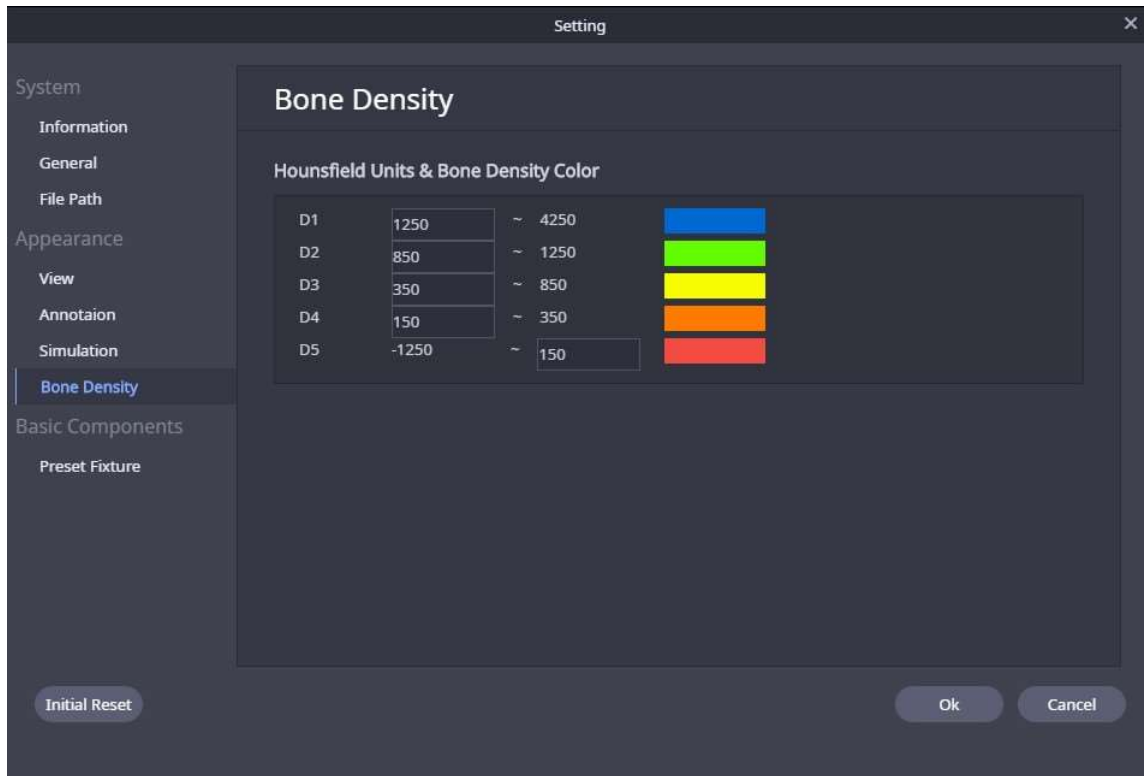 Setting
System
Information
General
File Path
Appearance
View
Annotaion
Simulation
Bone Density
Basic Components
Preset Fixture
Bone Density
Hounsfield Units & Bone Density Color
D1 1250 ~ 4250
D2 850 ~ 1250
D3 350 ~ 850
D4 150 ~ 350
D5 -1250 ~ 150
Initial Reset
Ok
Cancel